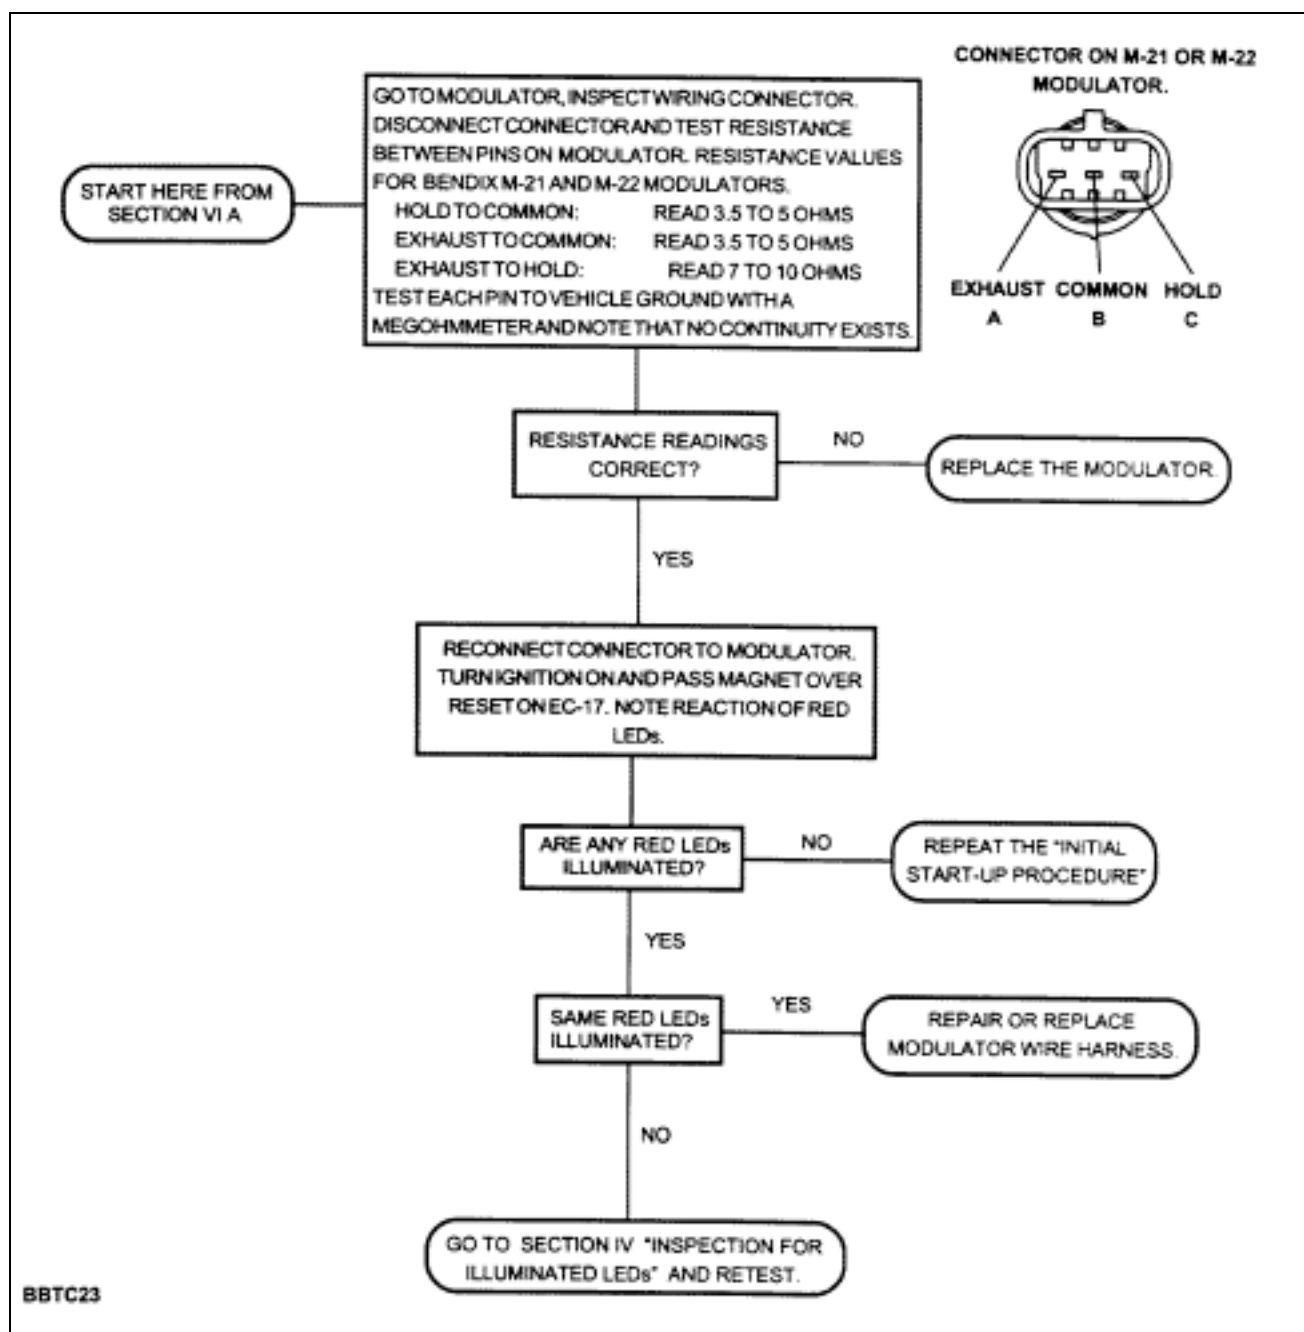 CONNECTOR ON M-21 OR M-22
MODULATOR.
EXHAUST COMMON HOLD
A B C
START HERE FROM
SECTION VI A
GO TO MODULATOR, INSPECT WIRING CONNECTOR.
DISCONNECT CONNECTOR AND TEST RESISTANCE
BETWEEN PINS ON MODULATOR. RESISTANCE VALUES
FOR BENDIX M-21 AND M-22 MODULATORS.
HOLD TO COMMON: READ 3.5 TO 5 OHMS
EXHAUST TO COMMON: READ 3.5 TO 5 OHMS
EXHAUST TO HOLD: READ 7 TO 10 OHMS
TEST EACH PIN TO VEHICLE GROUND WITH A
MEGOHMMETER AND NOTE THAT NO CONTINUITY EXISTS.
RESISTANCE READINGS
CORRECT?
NO
REPLACE THE MODULATOR.
YES
RECONNECT CONNECTOR TO MODULATOR.
TURN IGNITION ON AND PASS MAGNET OVER
RESET ON EC-17. NOTE REACTION OF RED
LEDs.
ARE ANY RED LEDs
ILLUMINATED?
NO
REPEAT THE "INITIAL
START-UP PROCEDURE"
YES
SAME RED LEDs
ILLUMINATED?
YES
REPAIR OR REPLACE
MODULATOR WIRE HARNESS.
NO
GO TO SECTION IV "INSPECTION FOR
ILLUMINATED LEDs" AND RETEST.
BBTC23